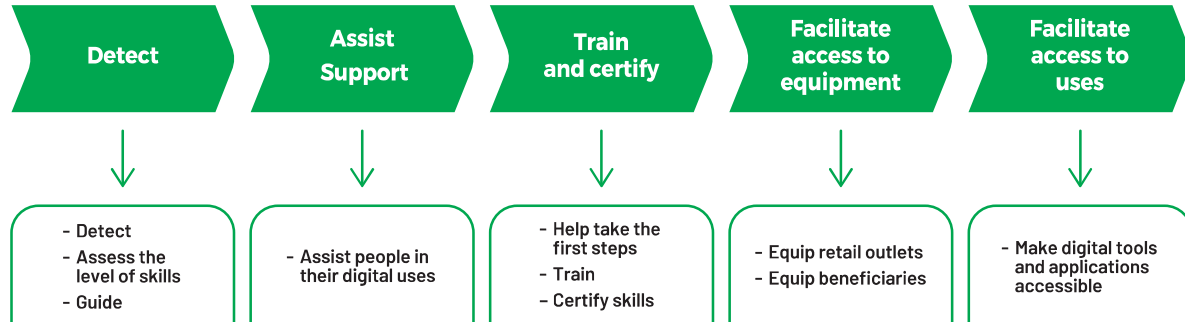 Detect
Assist
Support
Train
and certify
Facilitate
access to
equipment
Facilitate
access to
uses
- Detect
- Assess the
level of skills
- Guide
- Assist people in
their digital uses
- Help take the
first steps
- Train
- Certify skills
- Equip retail outlets
- Equip beneficiaries
- Make digital tools
and applications
accessible